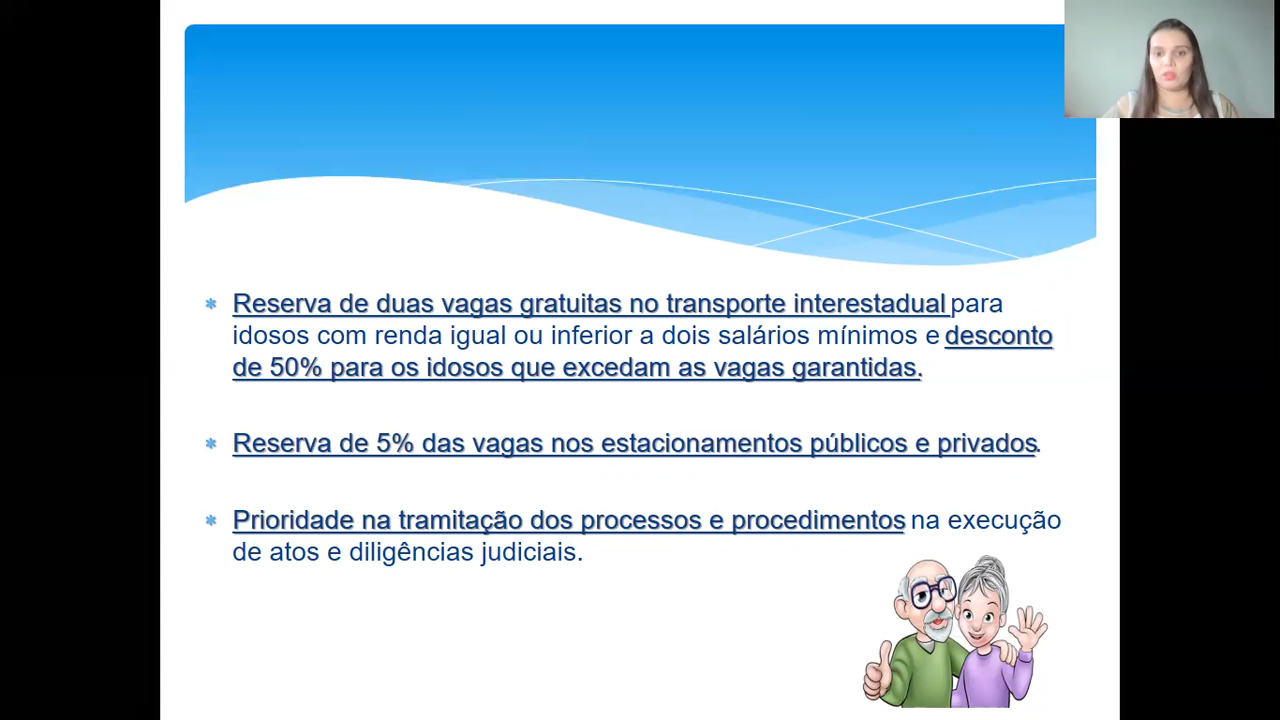 * Reserva de duas vagas gratuitas no transporte interestadual para
idosos com renda igual ou inferior a dois salários mínimos e desconto
de 50% para os idosos que excedam as vagas garantidas.
* Reserva de 5% das vagas nos estacionamentos públicos e privados.
* Prioridade na tramitação dos processos e procedimentos na execução
de atos e diligências judiciais.